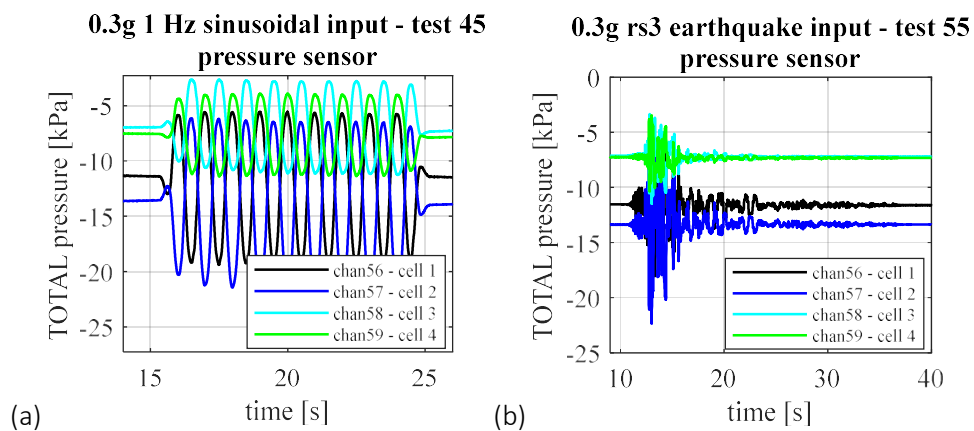 0.3g 1 Hz sinusoidal input - test 45
pressure sensor
TOTAL pressure [kPa]
-5
-10
-15
-20
-25
chan56 - cell 1
chan57 - cell 2
chan58 - cell 3
chan59 - cell 4
15
20
25
time [s]
(a)
0.3g rs3 earthquake input - test 55
pressure sensor
TOTAL pressure [kPa]
0
-5
-10
-15
-20
-25
chan56 - cell 1
chan57 - cell 2
chan58 - cell 3
chan59 - cell 4
10
20
30
40
time [s]
(b)